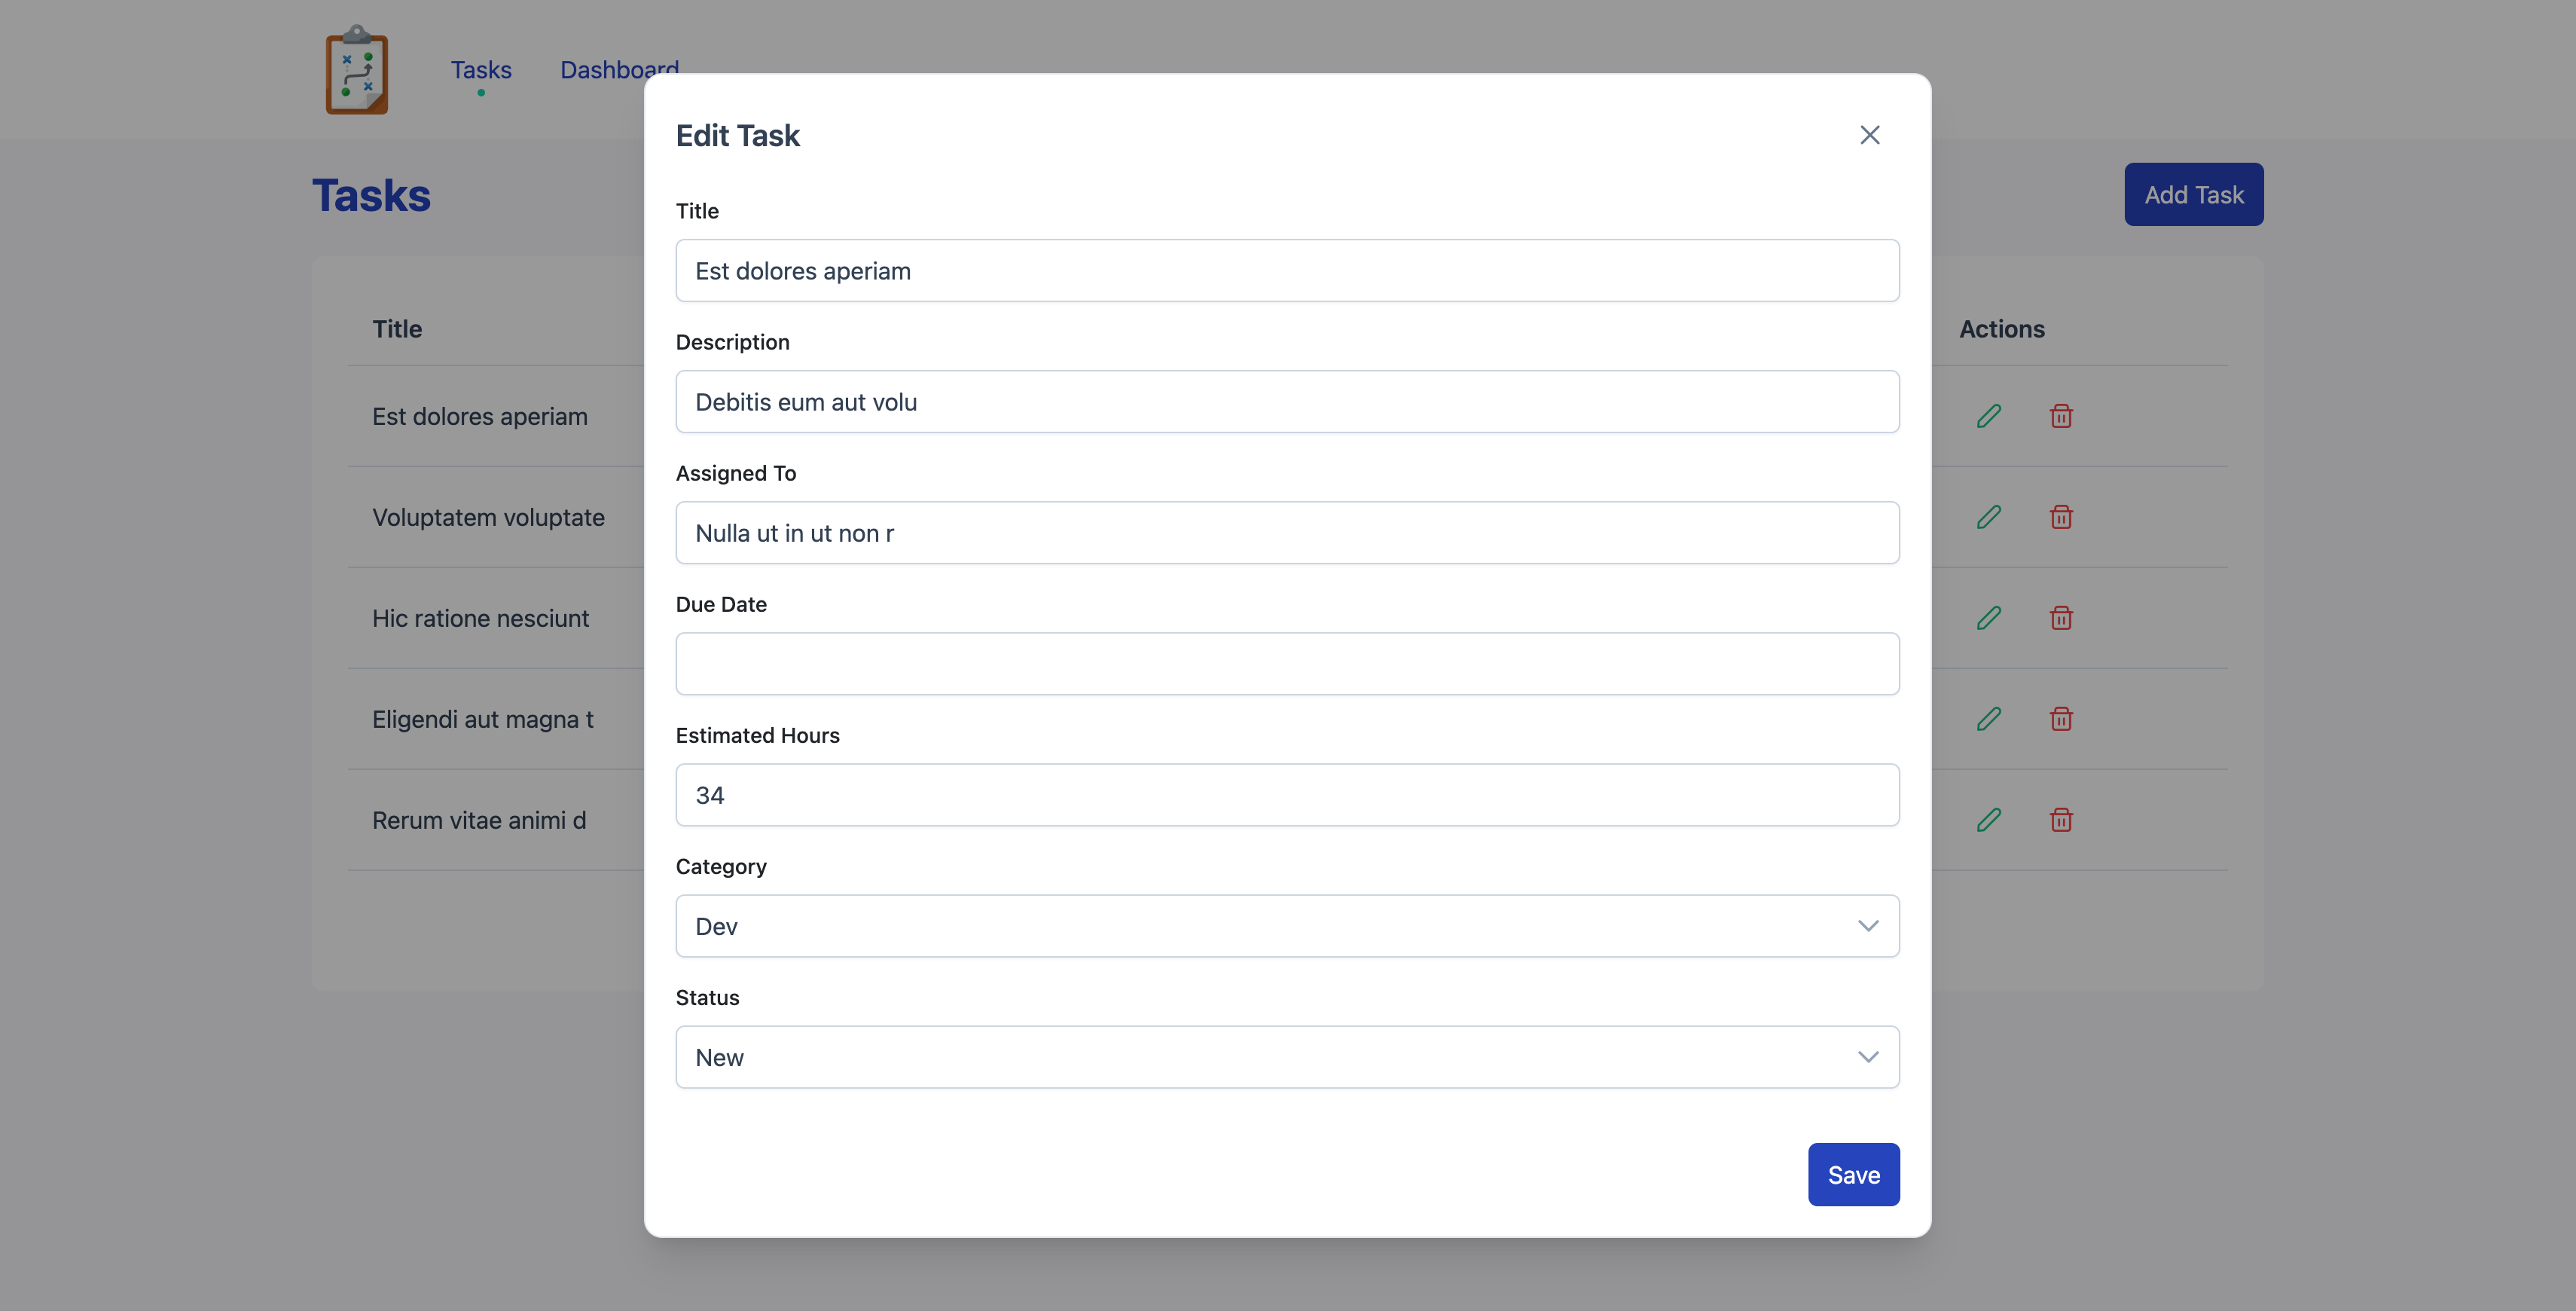 Tasks
Dashboard
Edit Task
Tasks
Add Task
Title
Est dolores aperiam
Description
Debitis eum aut volu
Assigned To
Nulla ut in ut non r
Due Date
Estimated Hours
34
Category
Dev
Status
New
Save
Title
Actions
Est dolores aperiam
Voluptatem voluptate
Hic ratione nesciunt
Eligendi aut magna t
Rerum vitae animi d